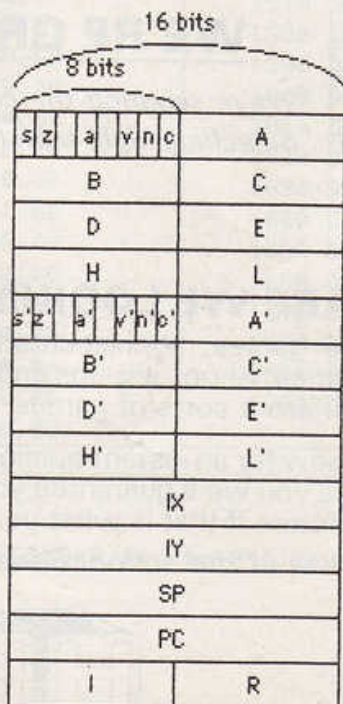 16 bits
8 bits
s z a v n c A
B C
D E
H L
s' z' a' v' n' c' A'
B' C'
D' E'
H' L'
IX
IY
SP
PC
I R